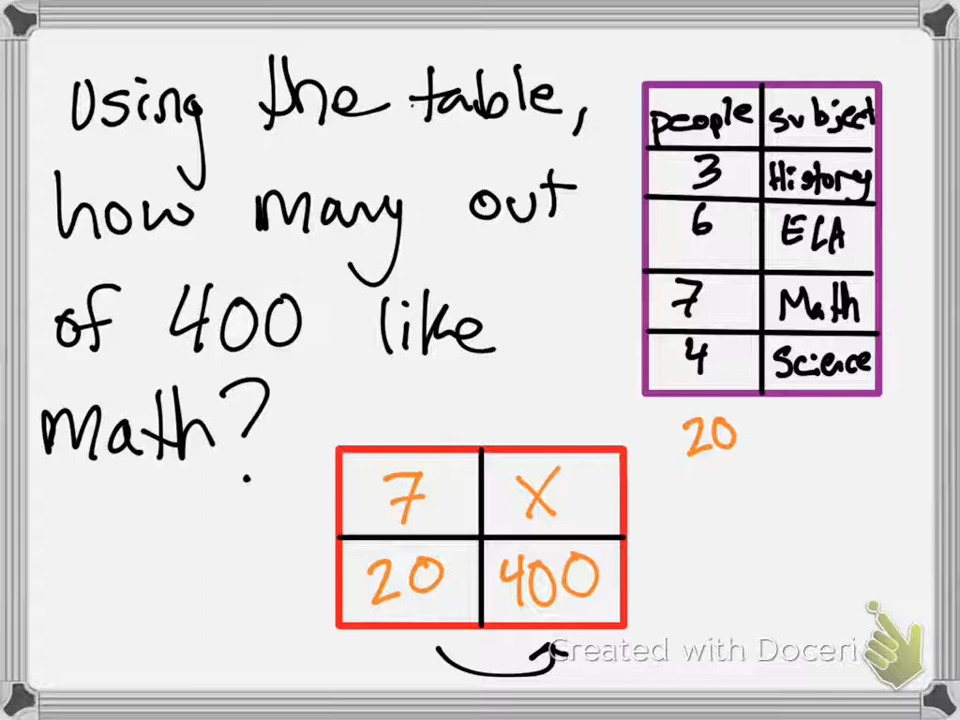 Using the table,
how many out
of 400 like
math?
people subject
3 History
6 ELA
7 Math
4 Science
20
7 X
20 400
Created with Doceri